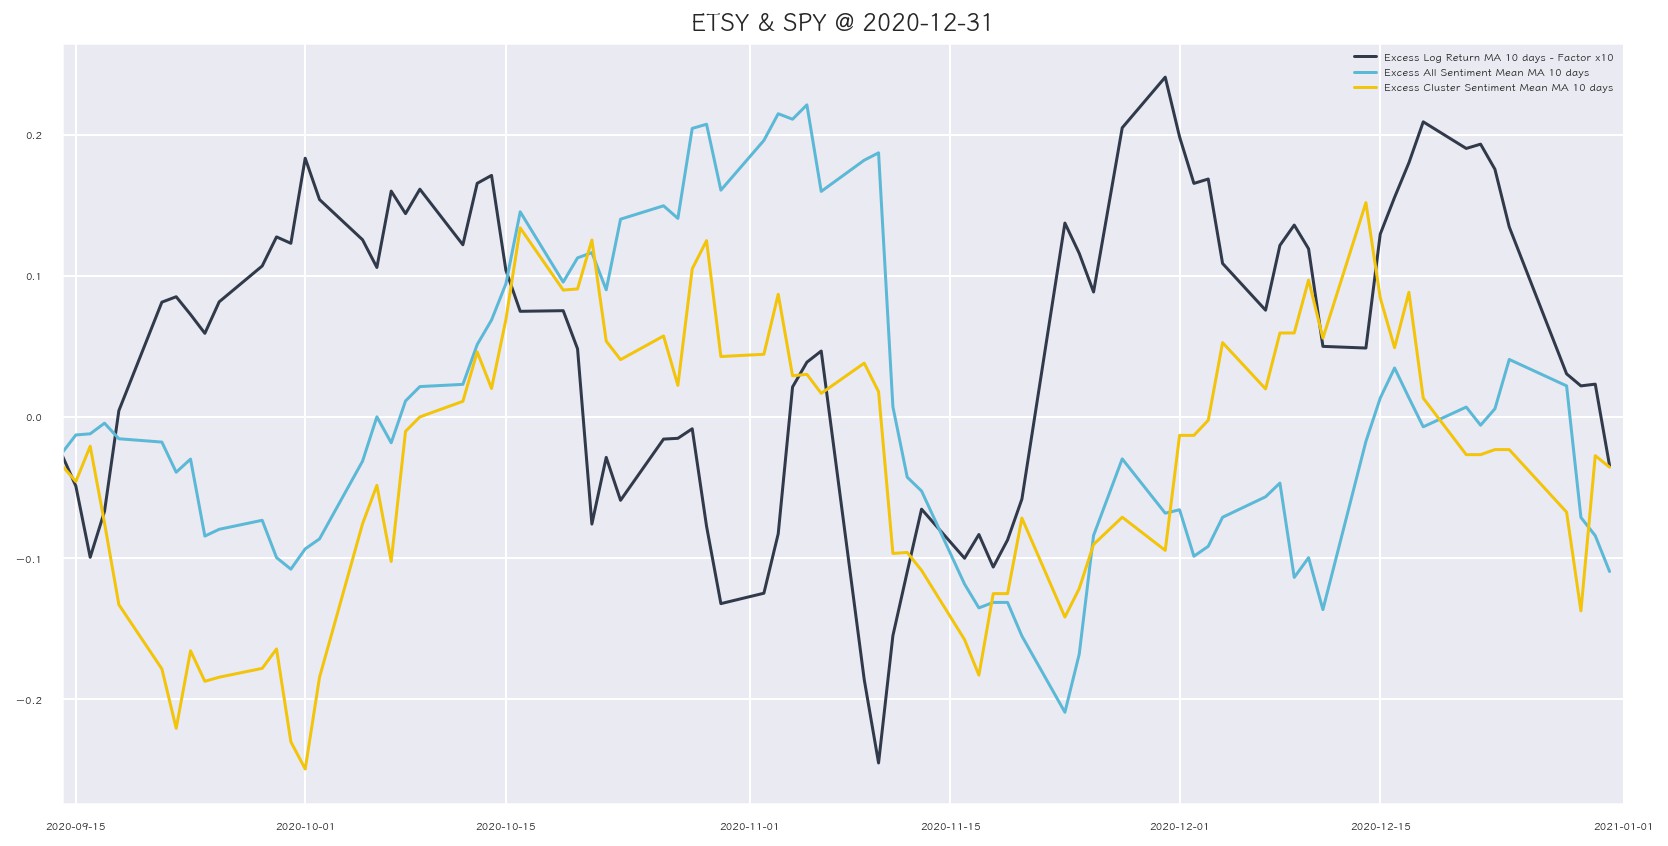 ETSY & SPY @ 2020-12-31
Excess Log Return MA 10 days - Factor x10
Excess All Sentiment Mean MA 10 days
Excess Cluster Sentiment Mean MA 10 days
0.2
0.1
0.0
−0.1
−0.2
2020-09-15 2020-10-01 2020-10-15 2020-11-01 2020-11-15 2020-12-01 2020-12-15 2021-01-01